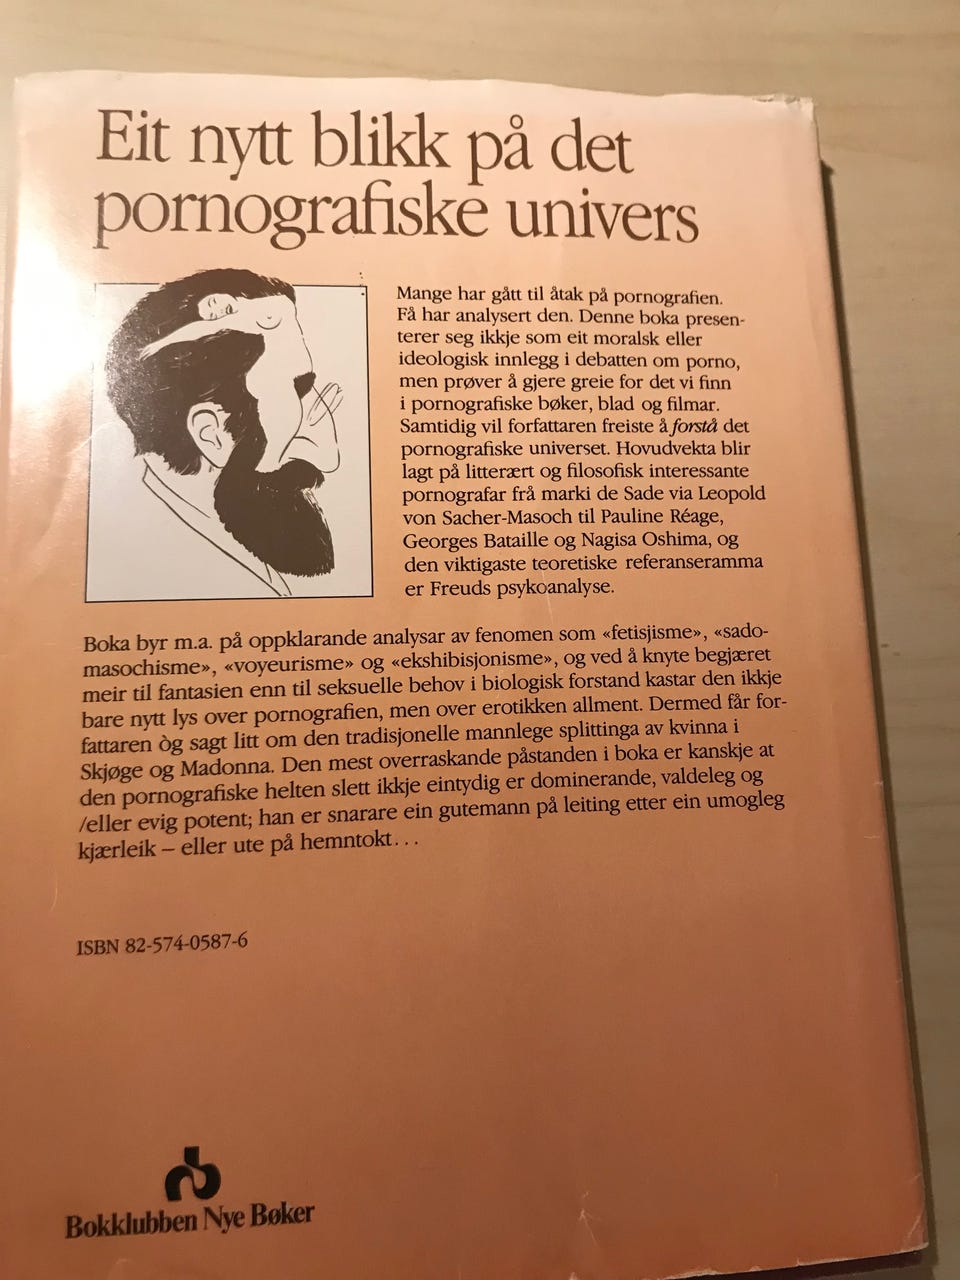 Eit nytt blikk på det
pornografiske univers
Mange har gått til åtak på pornografien.
Få har analysert den. Denne boka presen-
terer seg ikkje som eit moralsk eller
ideologisk innlegg i debatten om porno,
men prøver å gjere greie for det vi finn
i pornografiske bøker, blad og filmar.
Samtidig vil forfattaren freiste å forstå det
pornografiske universet. Hovudvekta blir
lagt på litterært og filosofisk interessante
pornografar frå marki de Sade via Leopold
von Sacher-Masoch til Pauline Réage,
Georges Bataille og Nagisa Oshima, og
den viktigaste teoretiske referanseramma
er Freuds psykoanalyse.
Boka byr m.a. på oppklarande analysar av fenomen som «fetisjisme», «sado-
masochisme», «voyeurisme» og «ekshibisjonisme», og ved å knyte begjæret
meir til fantasien enn til seksuelle behov i biologisk forstand kastar den ikkje
bare nytt lys over pornografien, men over erotikken allment. Dermed får for-
fattaren òg sagt litt om den tradisjonelle mannlege splittinga av kvinna i
Skjøge og Madonna. Den mest overraskande påstanden i boka er kanskje at
den pornografiske helten slett ikkje eintydig er dominerande, valdeleg og
/eller evig potent; han er snarare ein gutemann på leiting etter ein umogleg
kjærleik – eller ute på hemntokt...
ISBN 82-574-0587-6
Bokklubben Nye Bøker